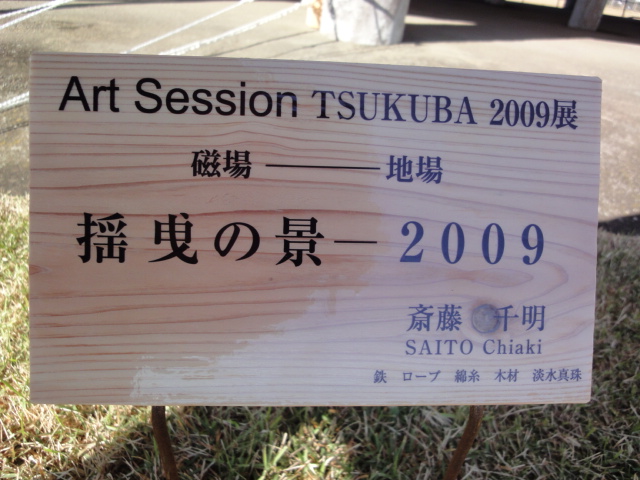 Art Session TSUKUBA 2009展
磁場 ―――― 地場
揺曳の景―2009
斎藤 千明
SAITO Chiaki
鉄 ロープ 綿糸 木材 淡水真珠